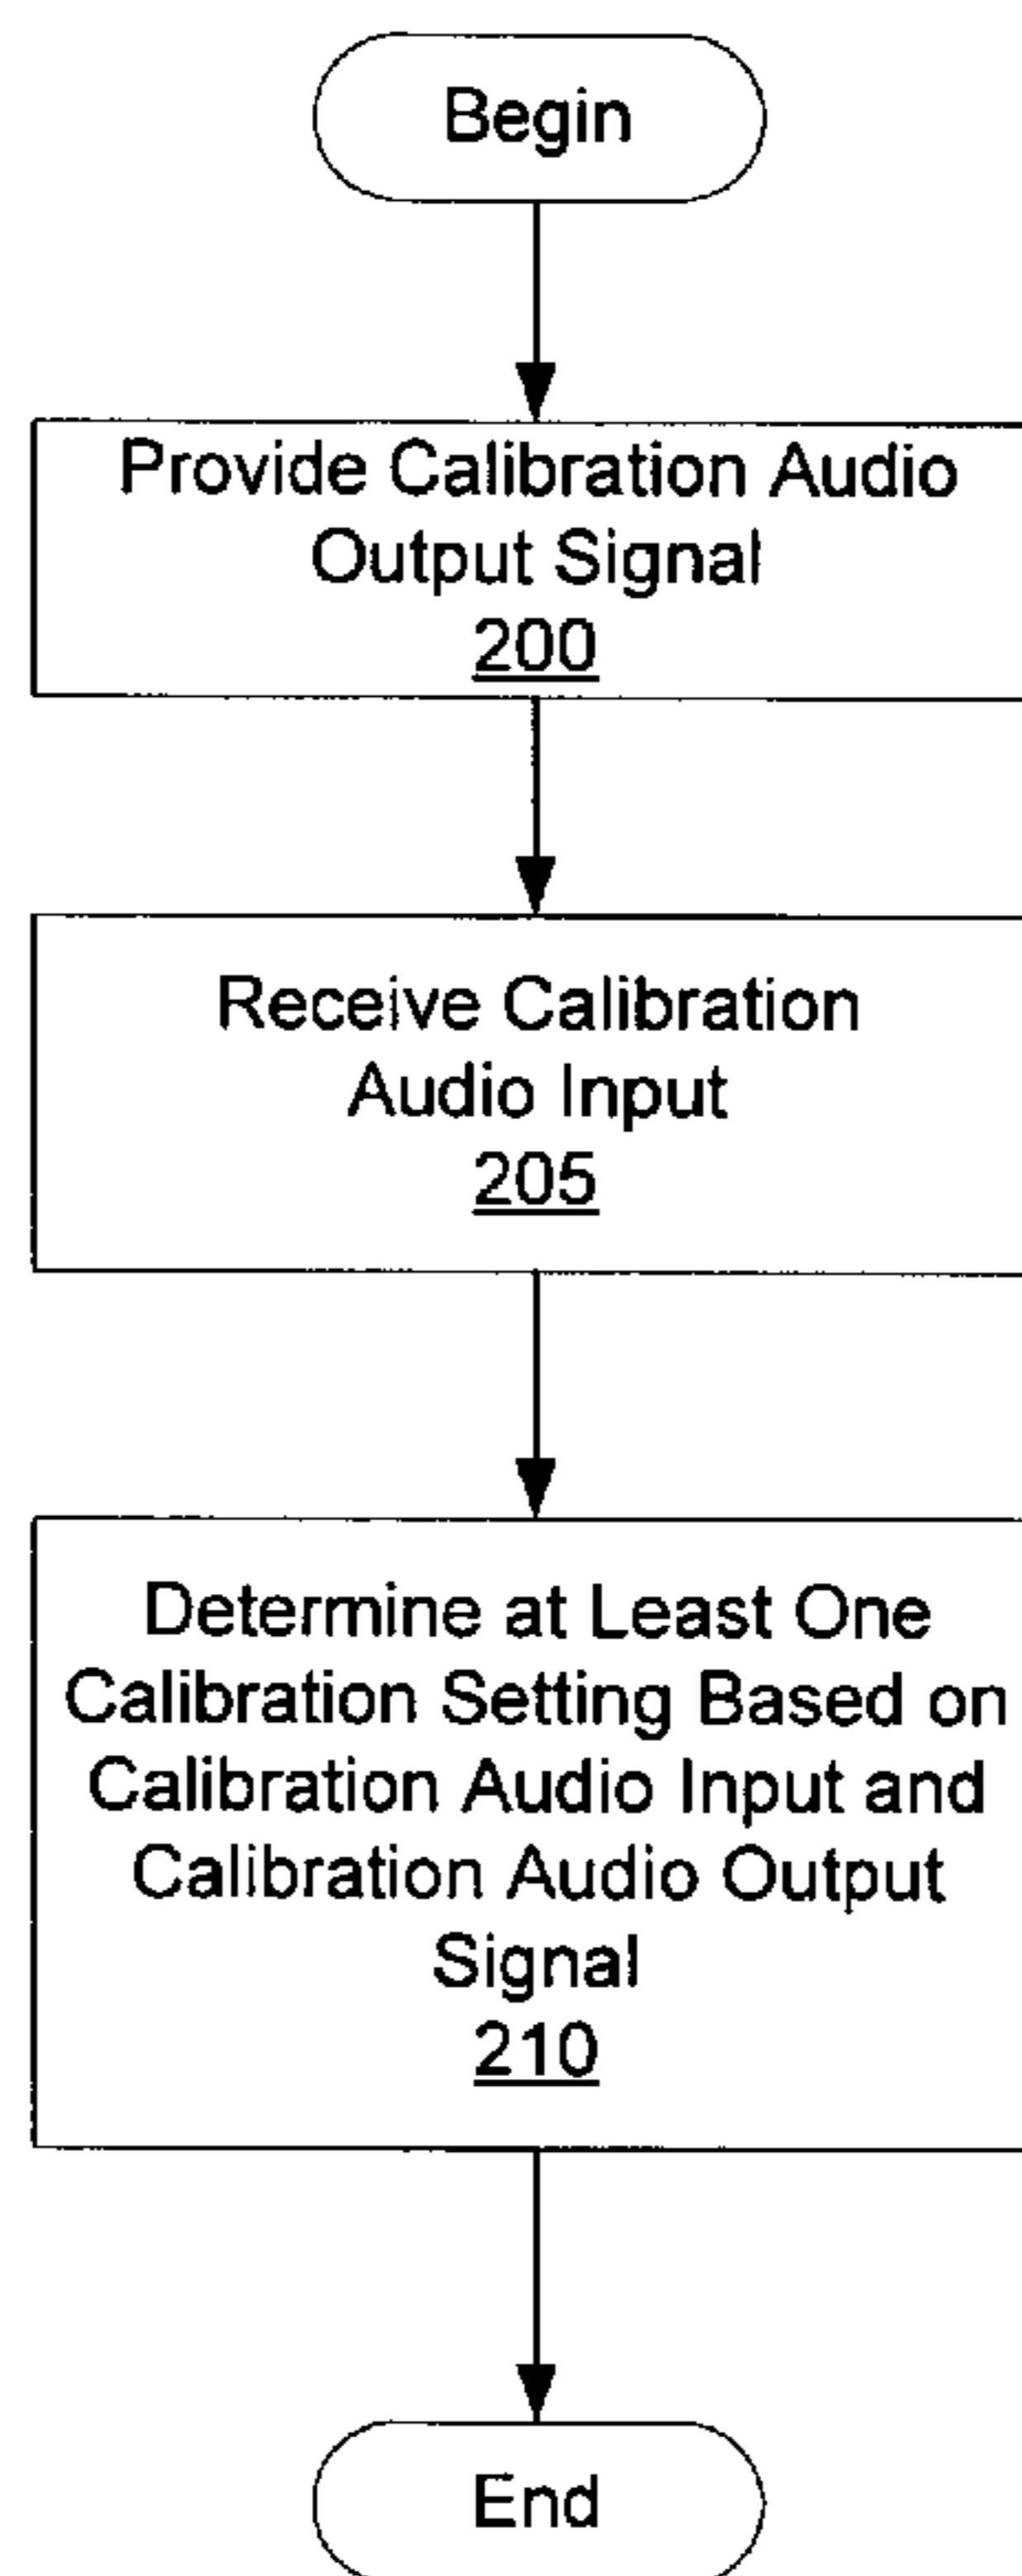 Begin
Provide Calibration Audio
Output Signal
200
Receive Calibration
Audio Input
205
Determine at Least One
Calibration Setting Based on
Calibration Audio Input and
Calibration Audio Output
Signal
210
End